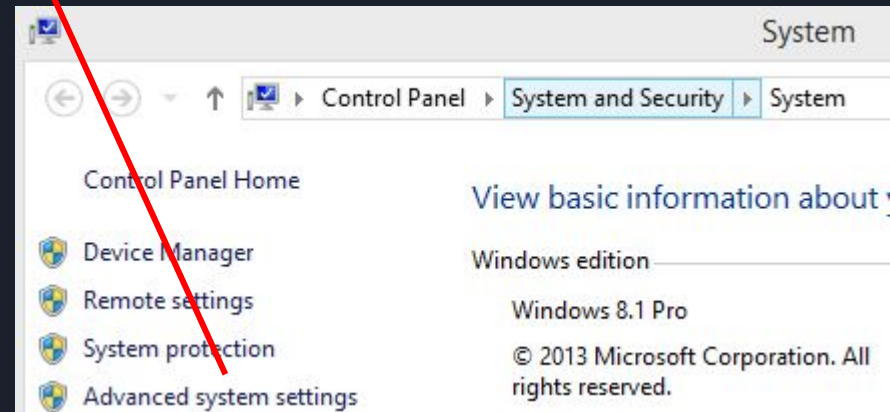 System
Control Panel System and Security System
Control Panel Home
Device Manager
Remote settings
System protection
Advanced system settings
View basic information about
Windows edition
Windows 8.1 Pro
© 2013 Microsoft Corporation. All
rights reserved.